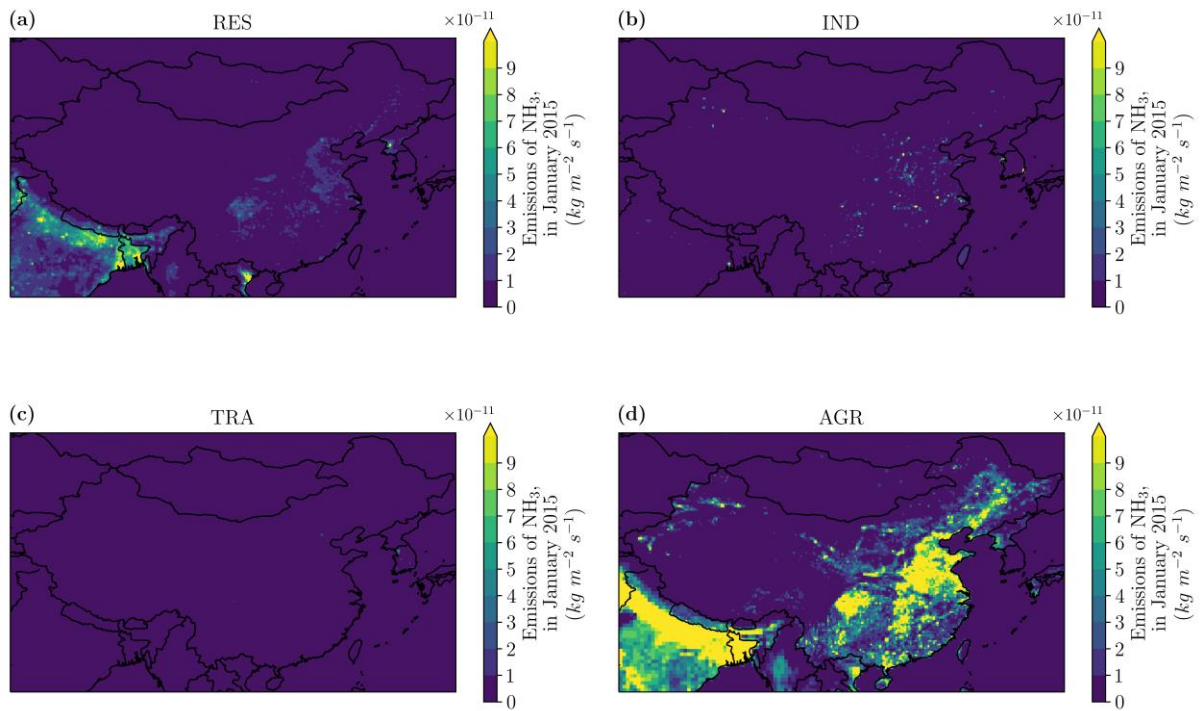 (a)
RES
×10⁻¹¹
9
8
7
6
5
4
3
2
1
0
Emissions of NH₃,
in January 2015
(kg m⁻² s⁻¹)
(b)
IND
×10⁻¹¹
9
8
7
6
5
4
3
2
1
0
Emissions of NH₃,
in January 2015
(kg m⁻² s⁻¹)
(c)
TRA
×10⁻¹¹
9
8
7
6
5
4
3
2
1
0
Emissions of NH₃,
in January 2015
(kg m⁻² s⁻¹)
(d)
AGR
×10⁻¹¹
9
8
7
6
5
4
3
2
1
0
Emissions of NH₃,
in January 2015
(kg m⁻² s⁻¹)